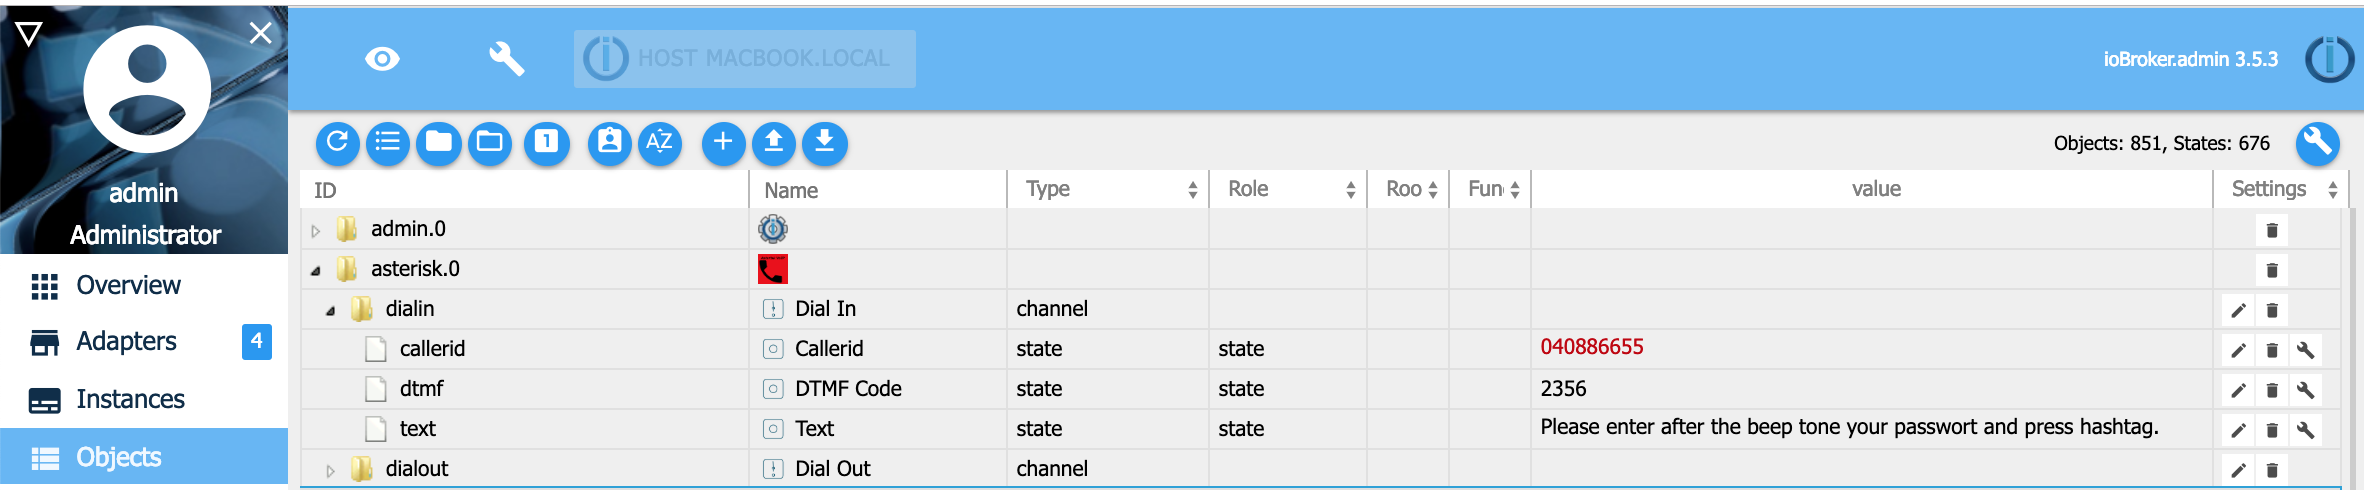 HOST MACBOOK.LOCAL
ioBroker.admin 3.5.3
admin
Administrator
Overview
Adapters 4
Instances
Objects
1 AZ Objects: 851, States: 676
ID Name Type Role Roo Fun value Settings
admin.0
asterisk.0
dialin Dial In channel
callerid Callerid state state 040886655
dtmf DTMF Code state state 2356
text Text state state Please enter after the beep tone your passwort and press hashtag.
dialout Dial Out channel